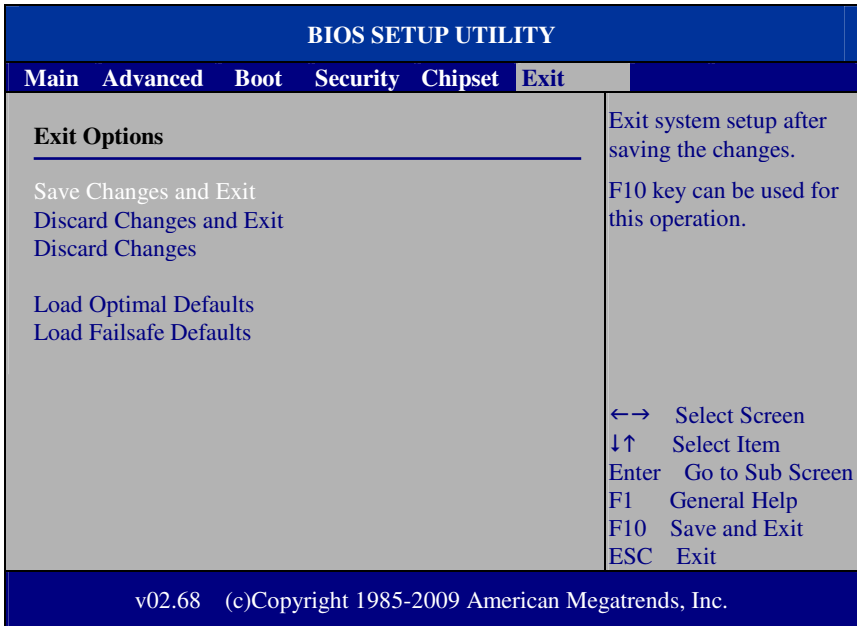 BIOS SETUP UTILITY
Main Advanced Boot Security Chipset Exit
Exit Options
Save Changes and Exit
Discard Changes and Exit
Discard Changes
Load Optimal Defaults
Load Failsafe Defaults
Exit system setup after
saving the changes.
F10 key can be used for
this operation.
←→ Select Screen
↓↑ Select Item
Enter Go to Sub Screen
F1 General Help
F10 Save and Exit
ESC Exit
v02.68 (c)Copyright 1985-2009 American Megatrends, Inc.